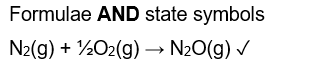 Formulae AND state symbols
N₂(g) + ½O₂(g) → N₂O(g) ✓